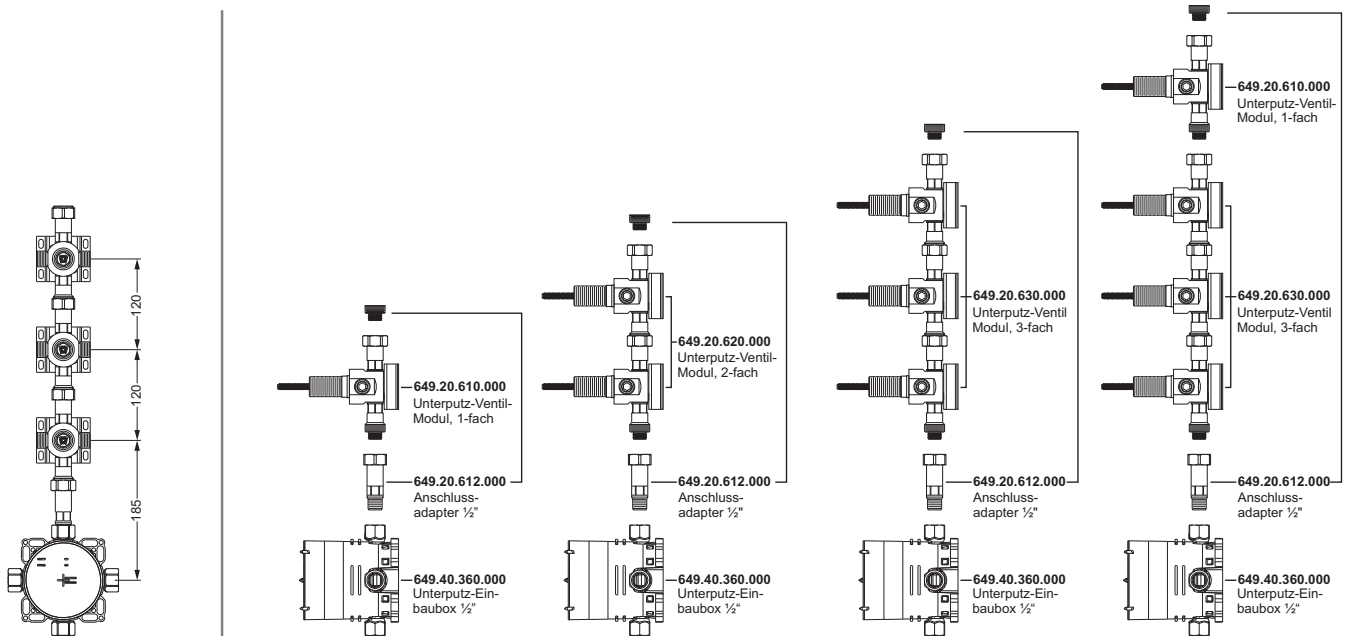 120
120
185
649.20.610.000
Unterputz-Ventil-
Modul, 1-fach
649.20.612.000
Anschluss-
adapter ½”
649.40.360.000
Unterputz-Ein-
baubox ½”
649.20.620.000
Unterputz-Ventil-
Modul, 2-fach
649.20.612.000
Anschluss-
adapter ½"
649.40.360.000
Unterputz-Ein-
baubox ½“
649.20.630.000
Unterputz-Ventil
Modul, 3-fach
649.20.612.000
Anschluss-
adapter ½"
649.40.360.000
Unterputz-Ein-
baubox ½“
649.20.610.000
Unterputz-Ventil-
Modul, 1-fach
649.20.630.000
Unterputz-Ventil
Modul, 3-fach
649.20.612.000
Anschluss-
adapter ½"
649.40.360.000
Unterputz-Ein-
baubox ½“